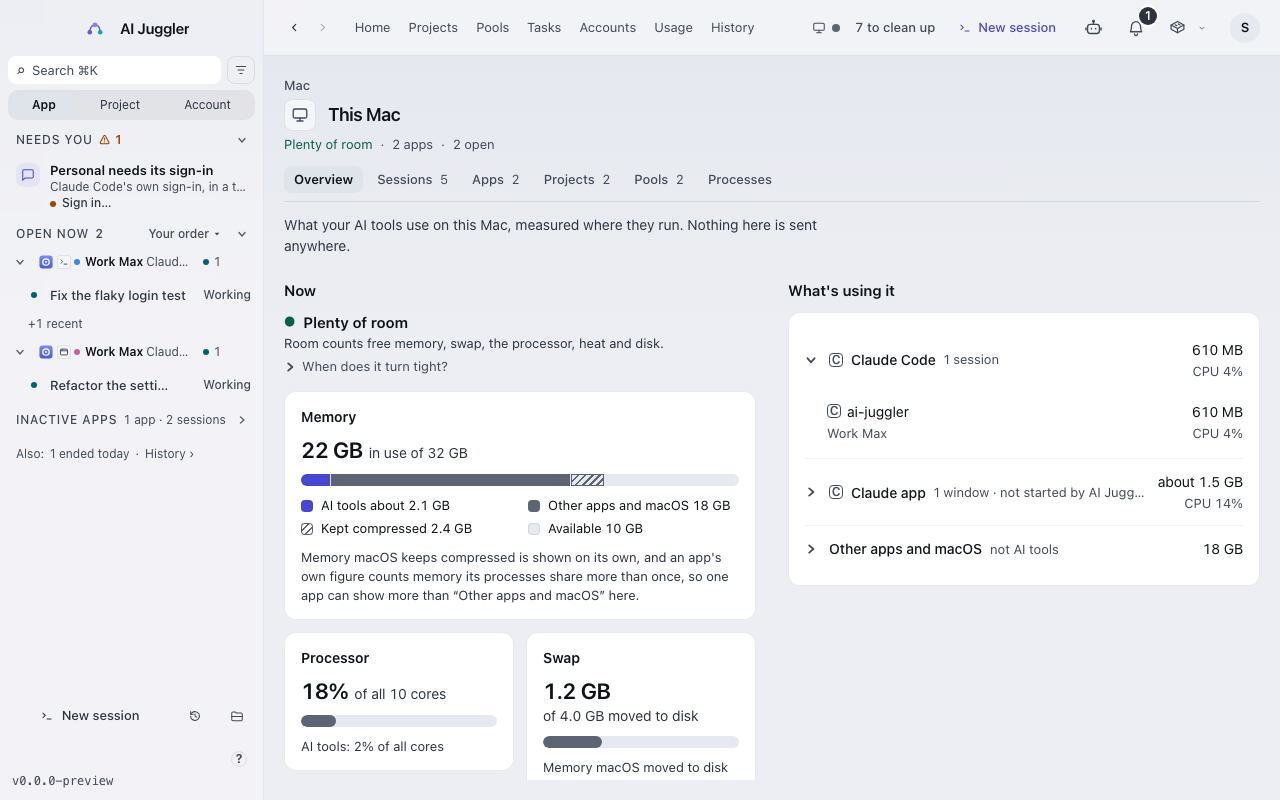 AI Juggler
Search ⌘K
App Project Account
NEEDS YOU 1
Personal needs its sign-in
Claude Code's own sign-in, in a t…
Sign in…
OPEN NOW 2 Your order
Work Max Claud… 1
Fix the flaky login test Working
+1 recent
Work Max Claud… 1
Refactor the setti… Working
INACTIVE APPS 1 app · 2 sessions
Also: 1 ended today · History ›
New session
?
v0.0.0-preview
Home Projects Pools Tasks Accounts Usage History
7 to clean up
New session
1
S
Mac
This Mac
Plenty of room · 2 apps · 2 open
Overview Sessions 5 Apps 2 Projects 2 Pools 2 Processes
What your AI tools use on this Mac, measured where they run. Nothing here is sent
anywhere.
Now
Plenty of room
Room counts free memory, swap, the processor, heat and disk.
When does it turn tight?
Memory
22 GB in use of 32 GB
AI tools about 2.1 GB Other apps and macOS 18 GB
Kept compressed 2.4 GB Available 10 GB
Memory macOS keeps compressed is shown on its own, and an app's
own figure counts memory its processes share more than once, so one
app can show more than “Other apps and macOS” here.
Processor
18% of all 10 cores
AI tools: 2% of all cores
Swap
1.2 GB
of 4.0 GB moved to disk
Memory macOS moved to disk
What's using it
C Claude Code 1 session 610 MB
CPU 4%
C ai-juggler 610 MB
Work Max CPU 4%
C Claude app 1 window · not started by AI Jugg… about 1.5 GB
CPU 14%
Other apps and macOS not AI tools 18 GB